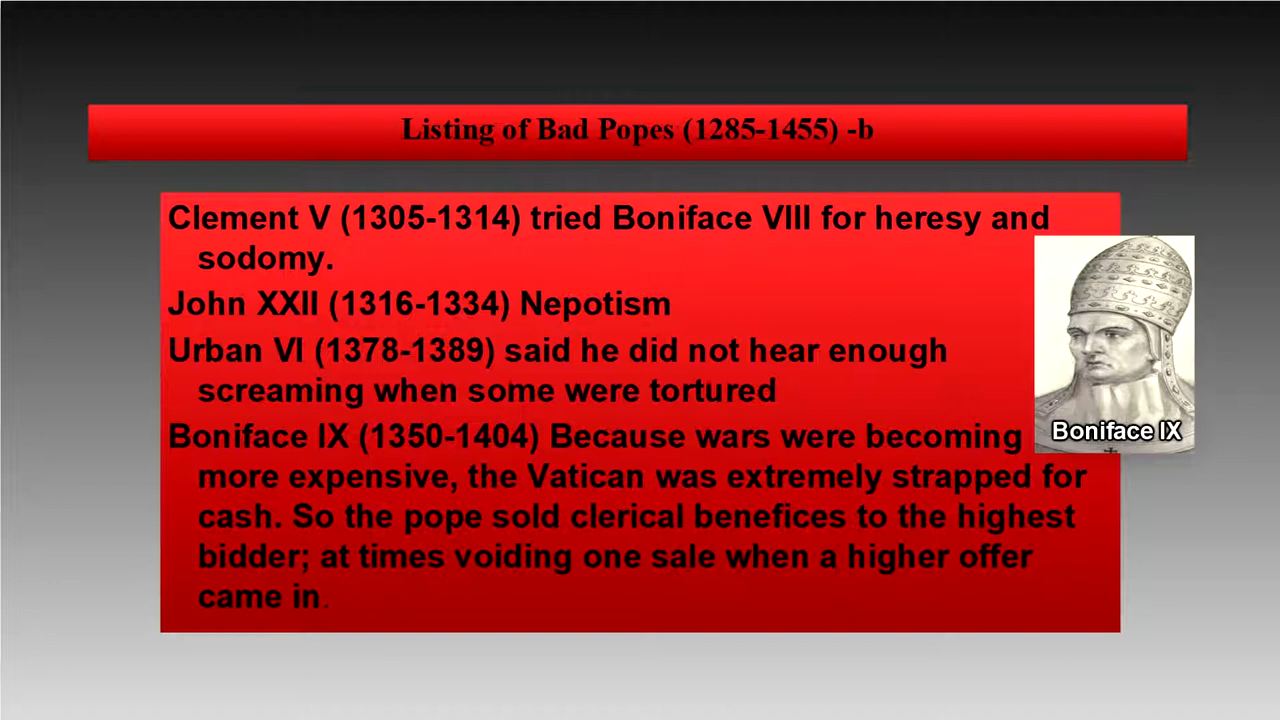 Listing of Bad Popes (1285-1455) -b
Clement V (1305-1314) tried Boniface VIII for heresy and
sodomy.
John XXII (1316-1334) Nepotism
Urban VI (1378-1389) said he did not hear enough
screaming when some were tortured
Boniface IX (1350-1404) Because wars were becoming
more expensive, the Vatican was extremely strapped for
cash. So the pope sold clerical benefices to the highest
bidder; at times voiding one sale when a higher offer
came in.
Boniface IX